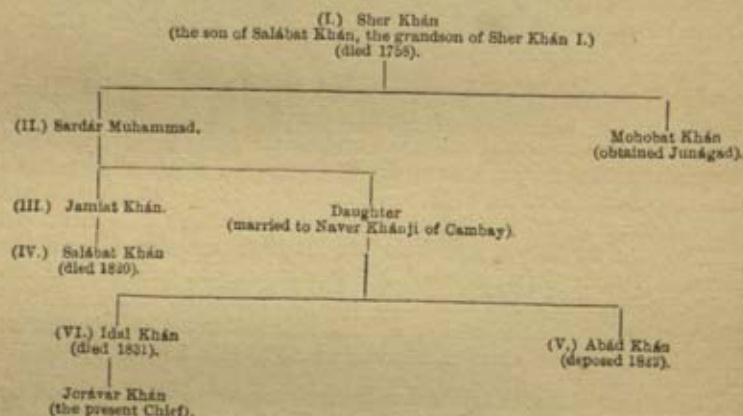 (I.) Sher Khán
(the son of Salábat Khán, the grandson of Sher Khán I.)
(died 1758).
(II.) Sardár Muhammad.
Mohobat Khán
(obtained Junágad).
(III.) Jamiat Khán.
Daughter
(married to Naver Khánji of Cambay).
(IV.) Salábat Khán
(died 1820).
(VI.) Idal Khán
(died 1831).
(V.) Abád Khán
(deposed 1822).
Jorávar Khán
(the present Chief).